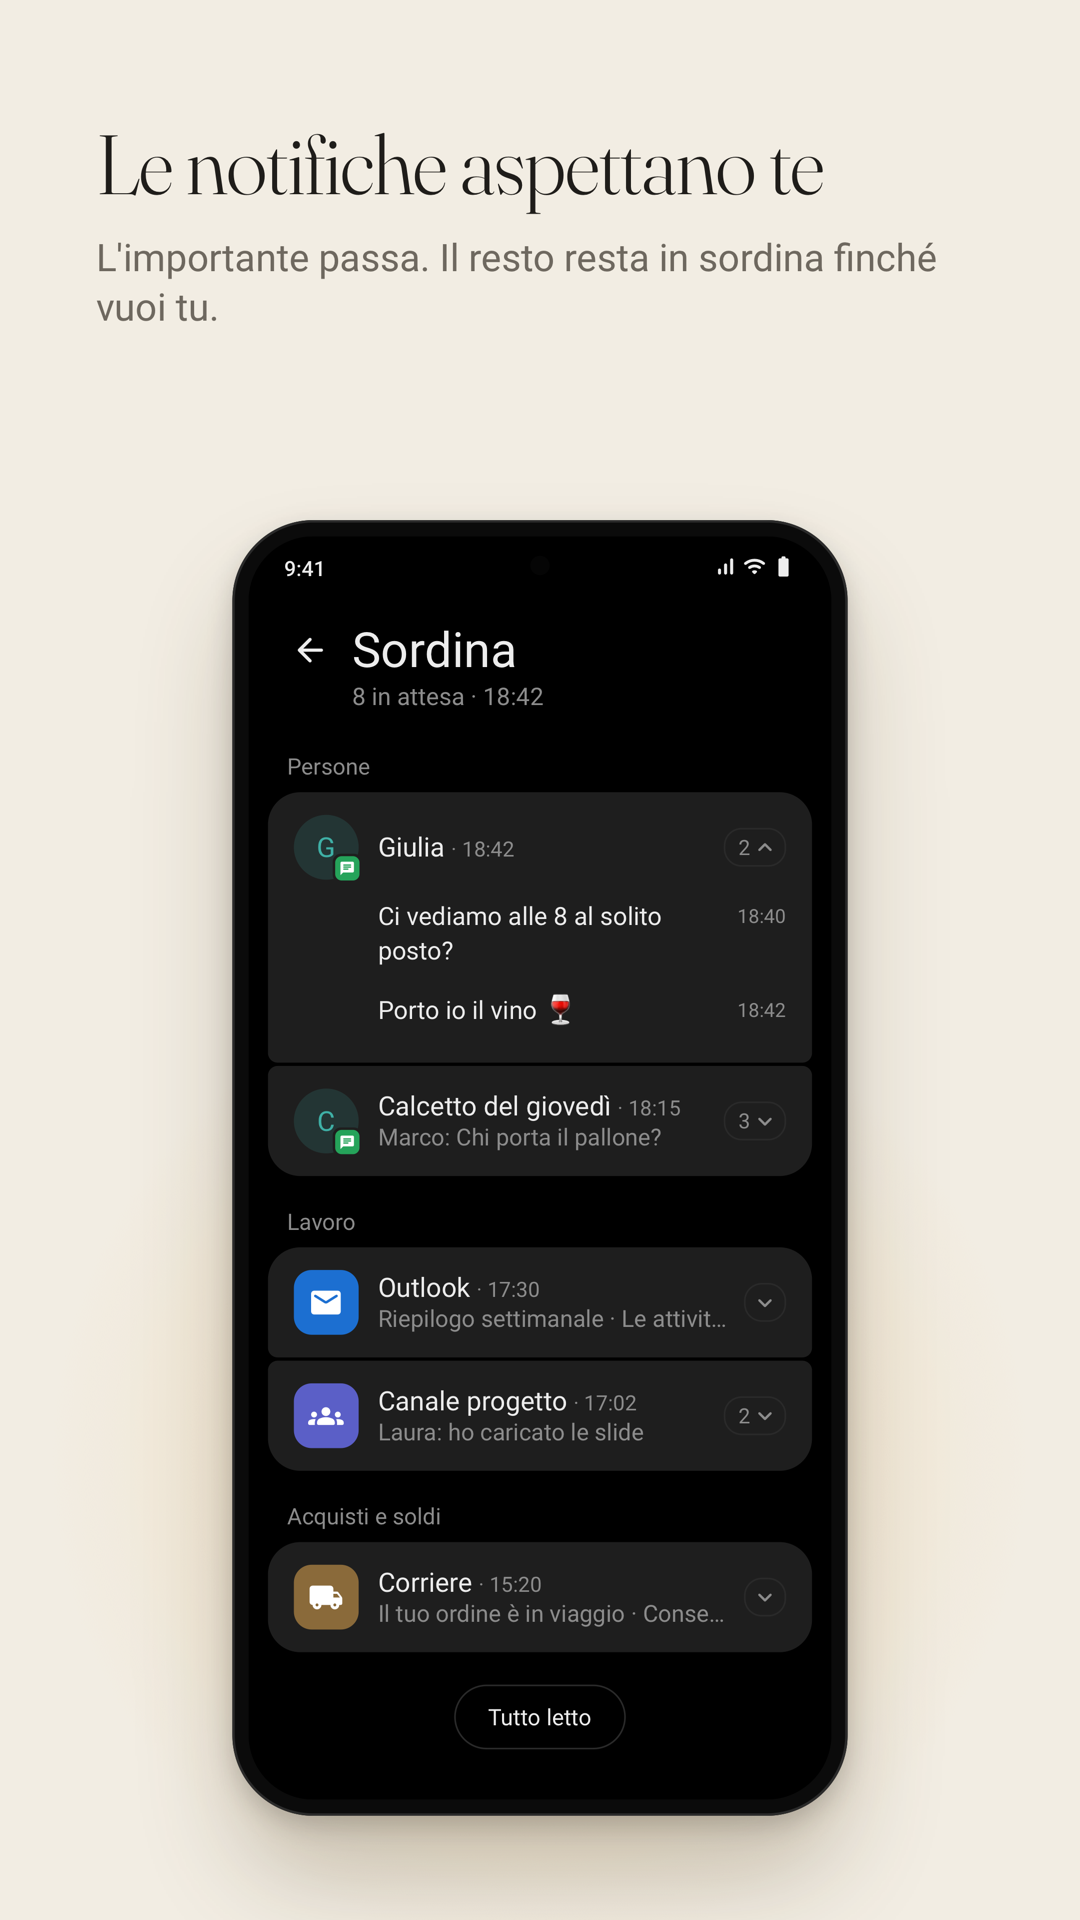 Le notifiche aspettano te
L'importante passa. Il resto resta in sordina finché
vuoi tu.
9:41
Sordina
8 in attesa · 18:42
Persone
G
Giulia · 18:42
2
Ci vediamo alle 8 al solito
posto?
18:40
Porto io il vino 🍷
18:42
C
Calcetto del giovedì · 18:15
3
Marco: Chi porta il pallone?
Lavoro
Outlook · 17:30
Riepilogo settimanale · Le attivit...
Canale progetto · 17:02
2
Laura: ho caricato le slide
Acquisti e soldi
Corriere · 15:20
Il tuo ordine è in viaggio · Conse...
Tutto letto